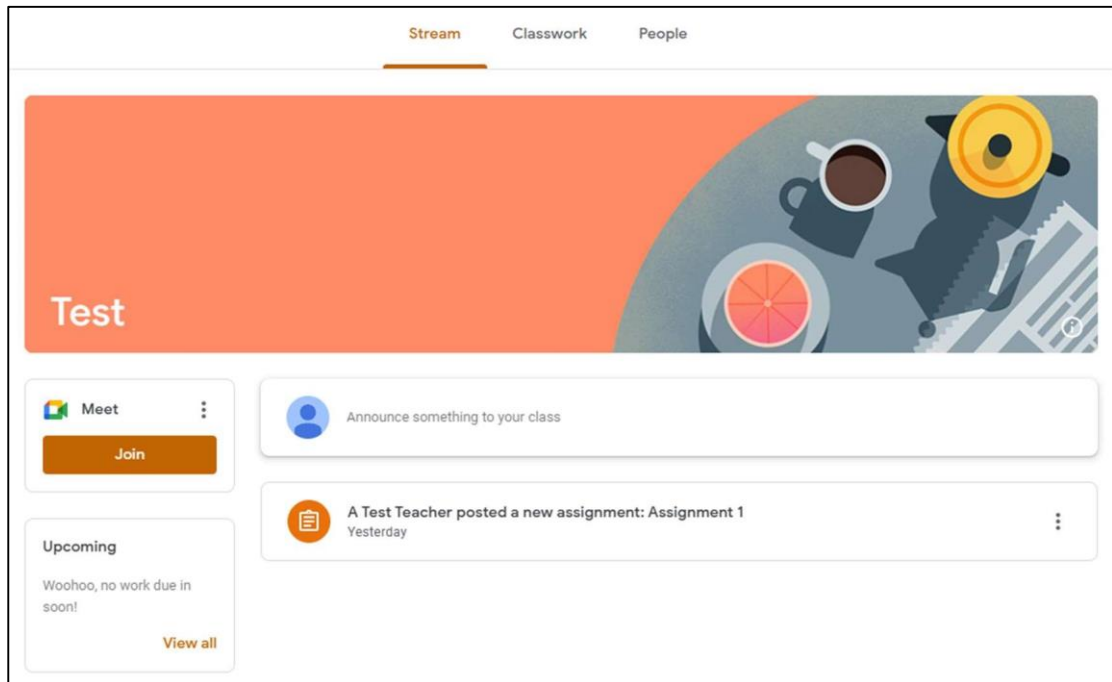 Stream Classwork People
Test
Meet
Join
Announce something to your class
A Test Teacher posted a new assignment: Assignment 1
Yesterday
Upcoming
Woohoo, no work due in
soon!
View all